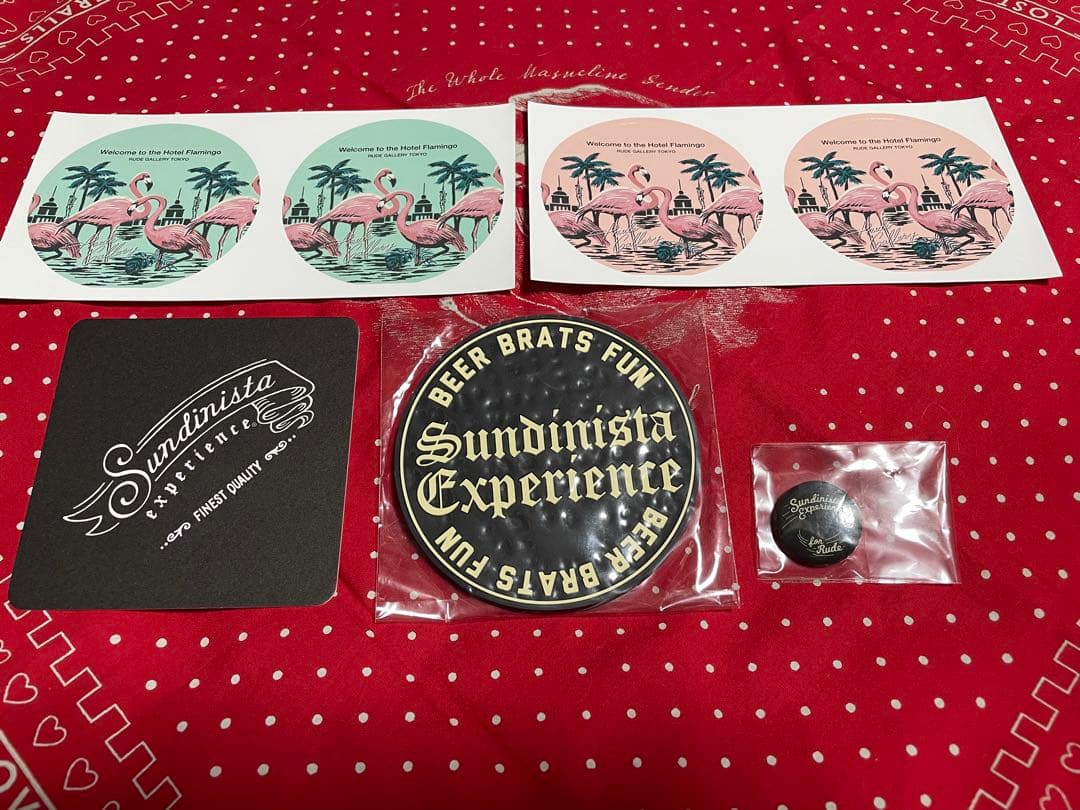 The Whole Masucline Gender
Welcome to the Hotel Flamingo
RUDE GALLERY TOKYO
Welcome to the Hotel Flamingo
RUDE GALLERY TOKYO
Welcome to the Hotel Flamingo
RUDE GALLERY TOKYO
Welcome to the Hotel Flamingo
RUDE GALLERY TOKYO
Sundinista
experience®
FINEST QUALITY
BEER BRATS FUN
Sundinista
Experience
BEER BRATS FUN
Sundinista
Experience
for
Rude
LOST